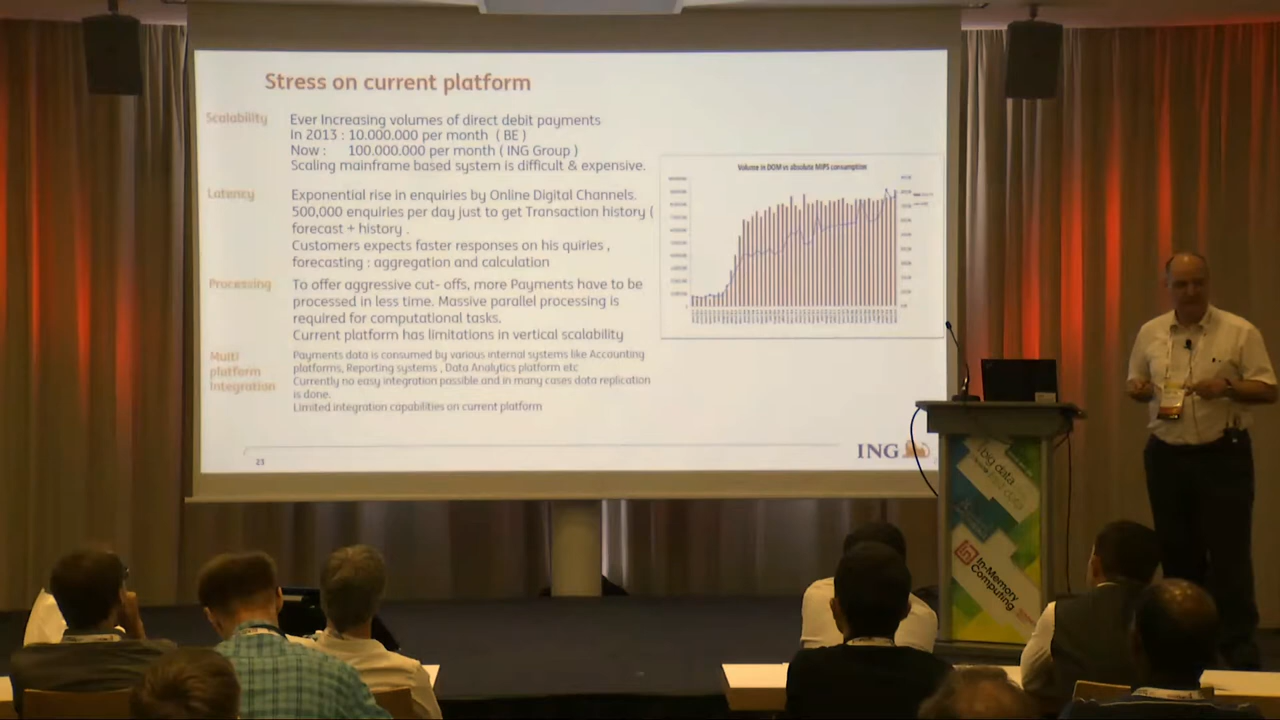 Stress on current platform
Scalability
Ever Increasing volumes of direct debit payments
In 2013 : 10.000.000 per month ( BE )
Now : 100.000.000 per month ( ING Group )
Scaling mainframe based system is difficult & expensive.
Latency
Exponential rise in enquiries by Online Digital Channels.
500,000 enquiries per day just to get Transaction history (
forecast + history .
Customers expects faster responses on his quiries ,
forecasting : aggregation and calculation
Processing
To offer aggressive cut- offs, more Payments have to be
processed in less time. Massive parallel processing is
required for computational tasks.
Current platform has limitations in vertical scalability
Multi
platform
Integration
Payments data is consumed by various internal systems like Accounting
platforms, Reporting systems , Data Analytics platform etc
Currently no easy integration possible and in many cases data replication
is done.
Limited integration capabilities on current platform
Volume in DOM vs absolute MIPS consumption
23
ING
big data
In-Memory
Computing